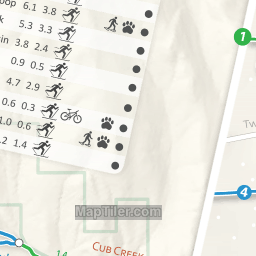 oop 6.1 3.8
k 5.3 3.3
in 3.8 2.4
0.9 0.5
4.7 2.9
0.6 0.3
1.0 0.6
.2 1.4
1
Tw
4
MapTiler.com
14
CUB CREEK